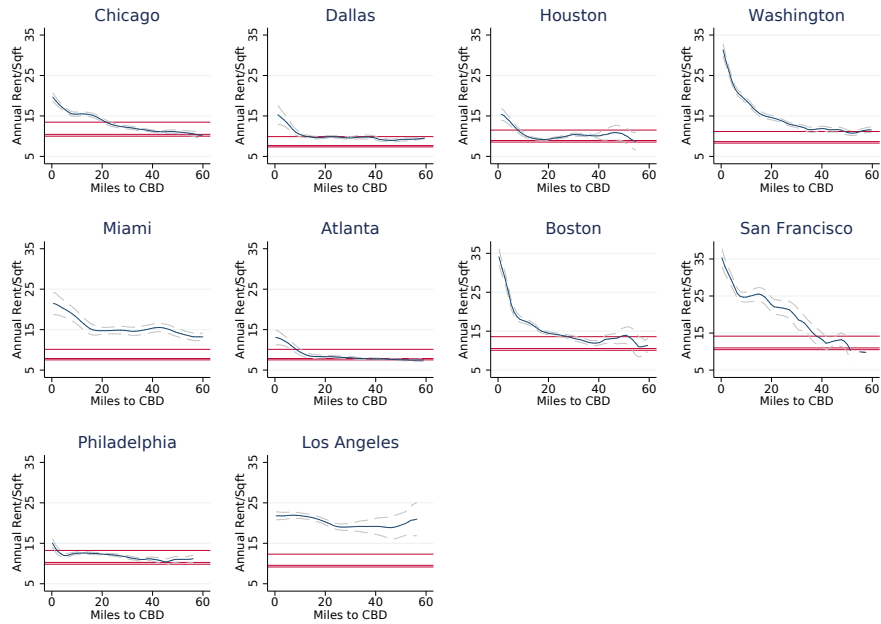 Chicago
Annual Rent/Sqft
35
25
15
5
0 20 40 60
Miles to CBD
Dallas
Annual Rent/Sqft
35
25
15
5
0 20 40 60
Miles to CBD
Houston
Annual Rent/Sqft
35
25
15
5
0 20 40 60
Miles to CBD
Washington
Annual Rent/Sqft
35
25
15
5
0 20 40 60
Miles to CBD
Miami
Annual Rent/Sqft
35
25
15
5
0 20 40 60
Miles to CBD
Atlanta
Annual Rent/Sqft
35
25
15
5
0 20 40 60
Miles to CBD
Boston
Annual Rent/Sqft
35
25
15
5
0 20 40 60
Miles to CBD
San Francisco
Annual Rent/Sqft
35
25
15
5
0 20 40 60
Miles to CBD
Philadelphia
Annual Rent/Sqft
35
25
15
5
0 20 40 60
Miles to CBD
Los Angeles
Annual Rent/Sqft
35
25
15
5
0 20 40 60
Miles to CBD